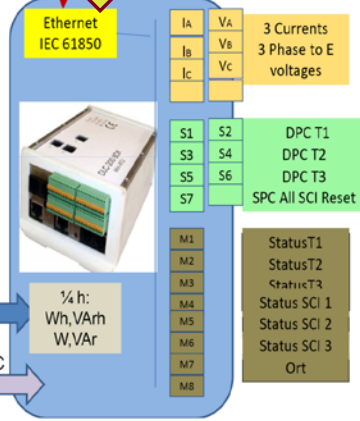 Ethernet
IEC 61850
IA VA
IB VB
IC VC
3 Currents
3 Phase to E
voltages
S1 S2
S3 S4
S5 S6
S7
DPC T1
DPC T2
DPC T3
SPC All SCI Reset
M1
M2
M3
M4
M5
M6
M7
M8
StatusT1
StatusT2
StatusT3
Status SCI 1
Status SCI 2
Status SCI 3
Ort
¼ h:
Wh,VArh
W,VAr
C